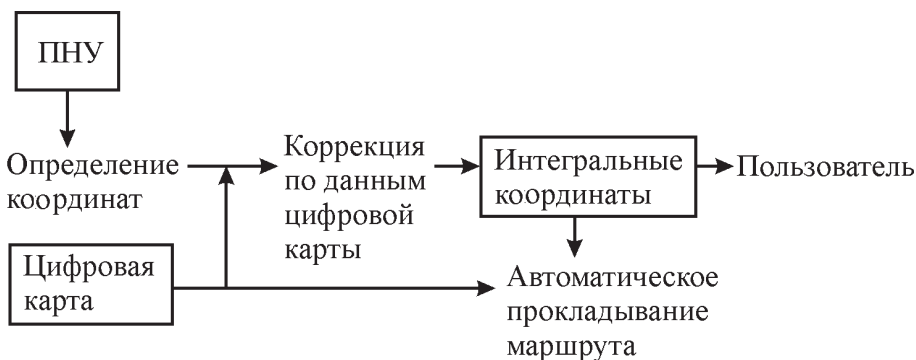 ПНУ
Определение
координат
Коррекция
по данным
цифровой
карты
Интегральные
координаты
Пользователь
Цифровая
карта
Автоматическое
прокладывание
маршрута